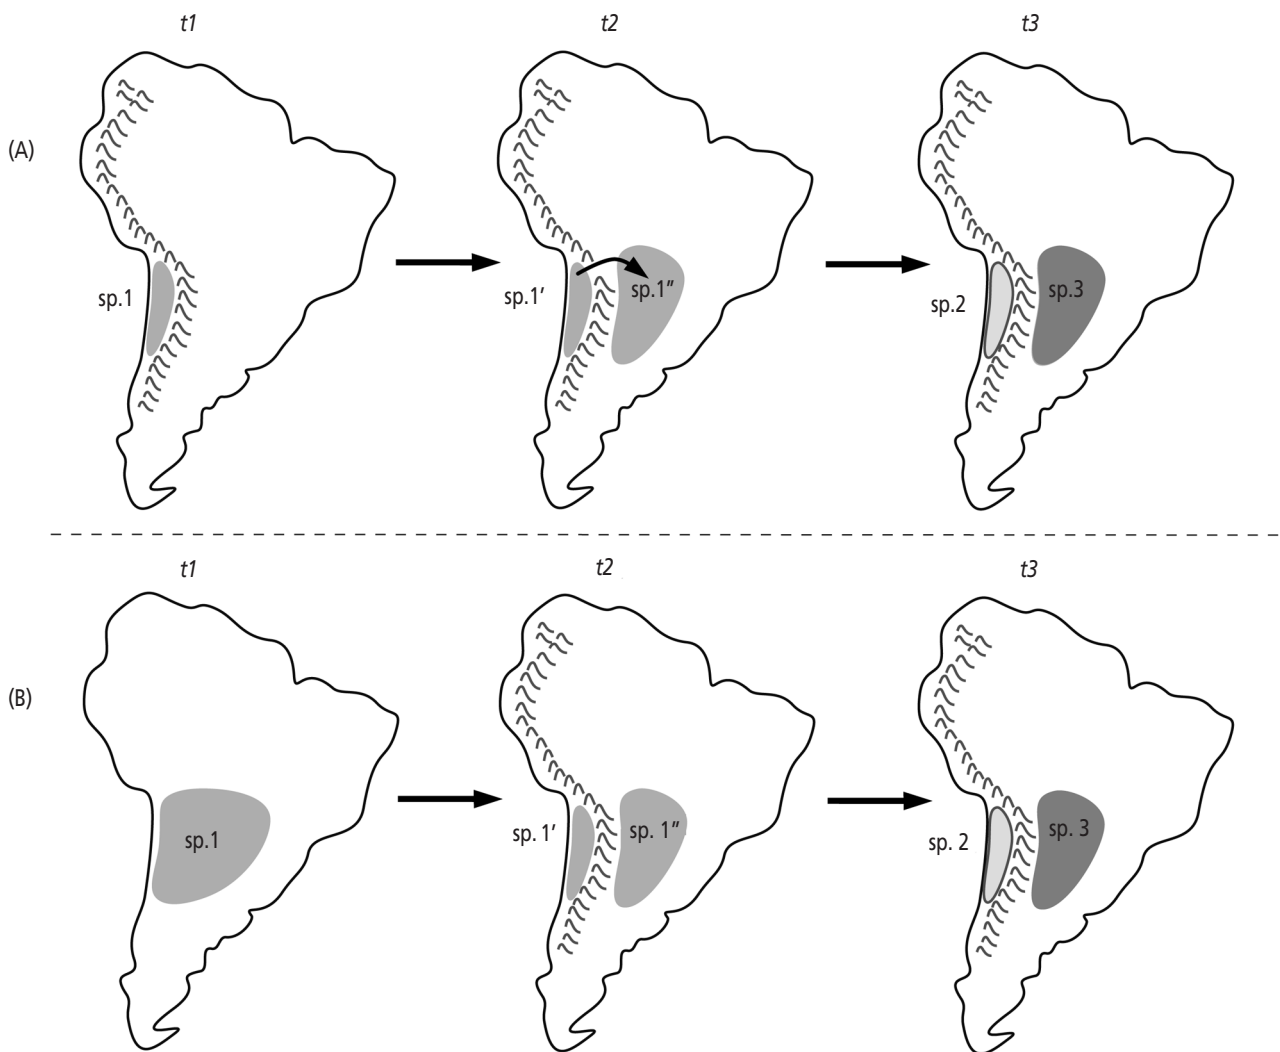 t1 t2 t3
(A)
sp.1 sp.1′ sp.1″ sp.2 sp.3
t1 t2 t3
(B)
sp.1 sp. 1′ sp. 1″ sp. 2 sp. 3